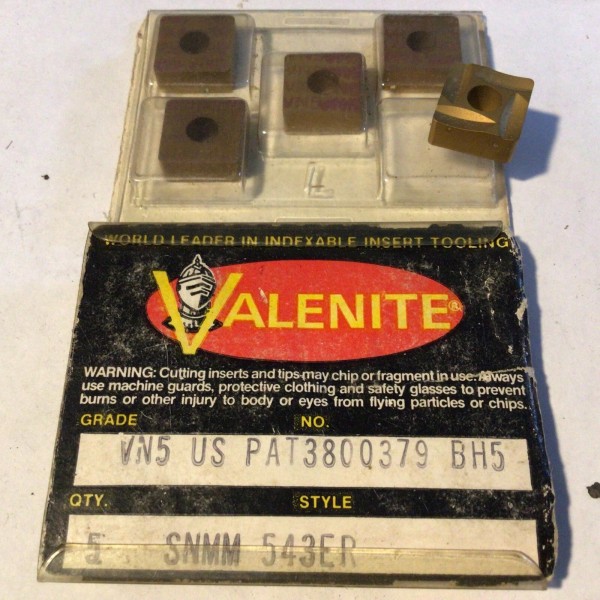 WORLD LEADER IN INDEXABLE INSERT TOOLING
VALENITE®
WARNING: Cutting inserts and tips may chip or fragment in use. Always
use machine guards, protective clothing and safety glasses to prevent
burns or other injury to body or eyes from flying particles or chips.
GRADE NO.
VN5 US PAT3800379 BH5
QTY. STYLE
5 SNMM 543ER